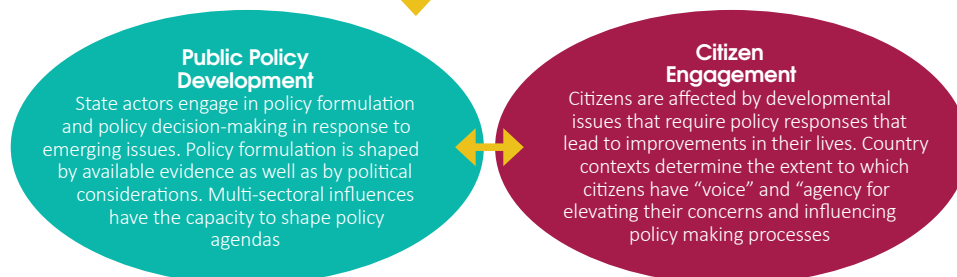 Public Policy
Development
State actors engage in policy formulation
and policy decision-making in response to
emerging issues. Policy formulation is shaped
by available evidence as well as by political
considerations. Multi-sectoral influences
have the capacity to shape policy
agendas
Citizen
Engagement
Citizens are affected by developmental
issues that require policy responses that
lead to improvements in their lives. Country
contexts determine the extent to which
citizens have “voice” and “agency for
elevating their concerns and influencing
policy making processes